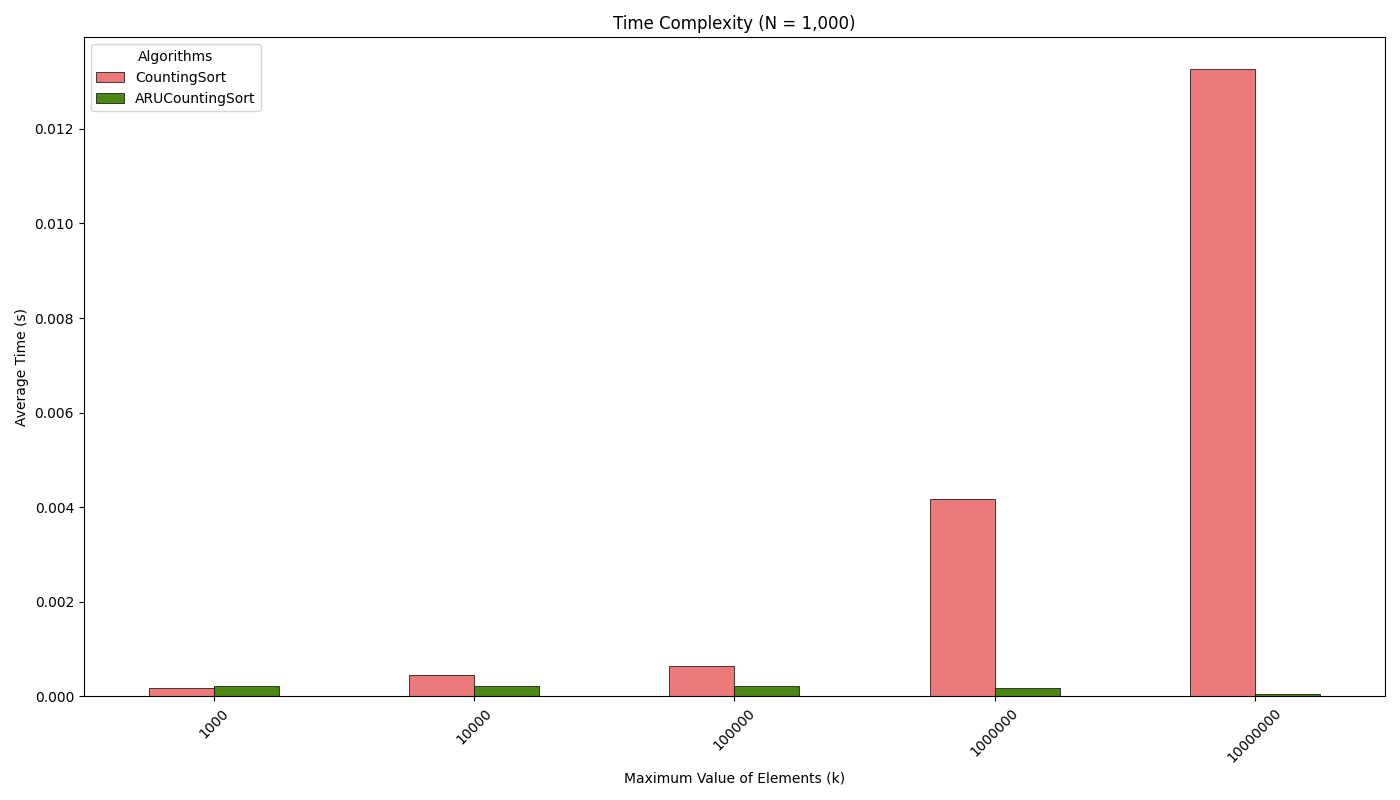 Time Complexity (N = 1,000)
Algorithms
CountingSort
ARUCountingSort
Average Time (s)
0.012
0.010
0.008
0.006
0.004
0.002
0.000
1000
10000
100000
1000000
10000000
Maximum Value of Elements (k)